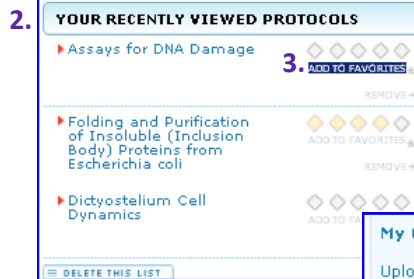 2.
YOUR RECENTLY VIEWED PROTOCOLS
Assays for DNA Damage
3.
ADD TO FAVORITES
REMOVE
Folding and Purification
of Insoluble (Inclusion
Body) Proteins from
Escherichia coli
ADD TO FAVORITES
REMOVE
Dictyostelium Cell
Dynamics
ADD TO
My
DELETE THIS LIST